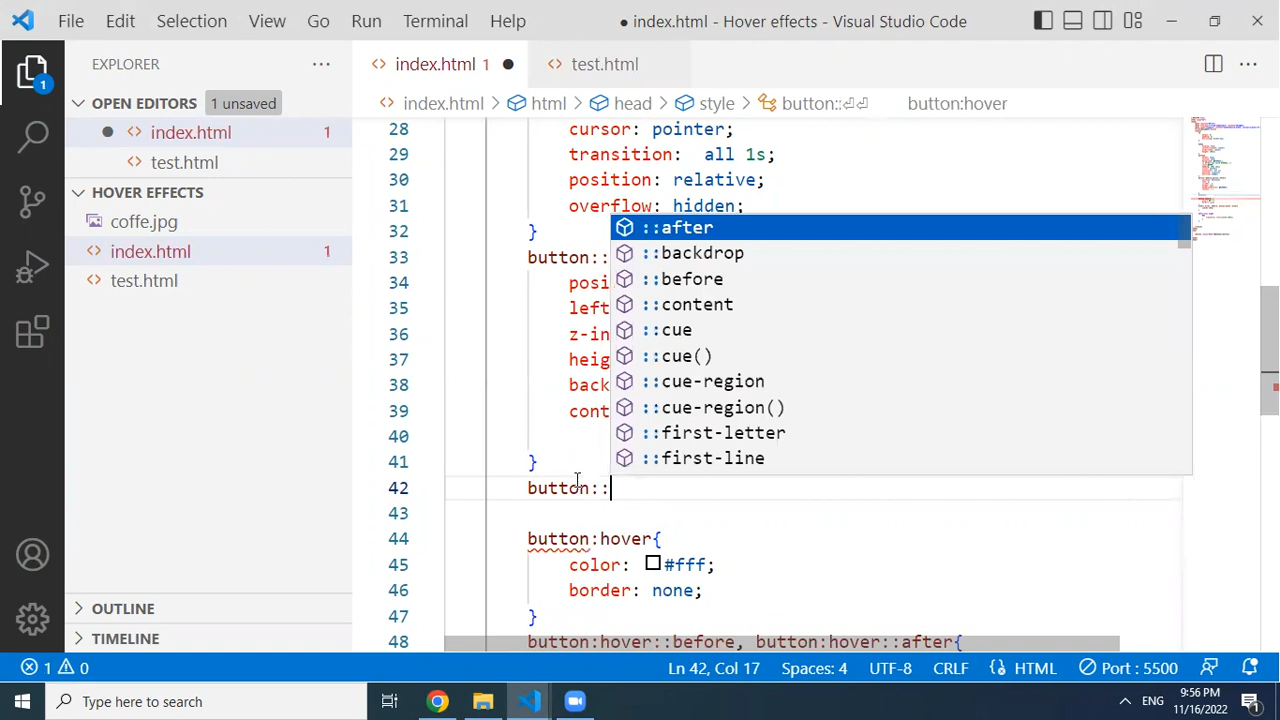 File Edit Selection View Go Run Terminal Help ● index.html - Hover effects - Visual Studio Code
EXPLORER ···
index.html 1 ●
test.html
OPEN EDITORS 1 unsaved
● index.html 1
test.html
HOVER EFFECTS
coffe.jpg
index.html 1
test.html
OUTLINE
TIMELINE
index.html > html > head > style > button::⏎⏎ button:hover
28 cursor: pointer;
29 transition: all 1s;
30 position: relative;
31 overflow: hidden;
32 }
33 button::
34 posi
35 left
36 z-in
37 heig
38 back
39 cont
40
41 }
42 button::
43
44 button:hover{
45 color: #fff;
46 border: none;
47 }
48 button:hover::before, button:hover::after{
::after
::backdrop
::before
::content
::cue
::cue()
::cue-region
::cue-region()
::first-letter
::first-line
1
1 0 Ln 42, Col 17 Spaces: 4 UTF-8 CRLF HTML Port : 5500
Type here to search
ENG
9:56 PM
11/16/2022
1